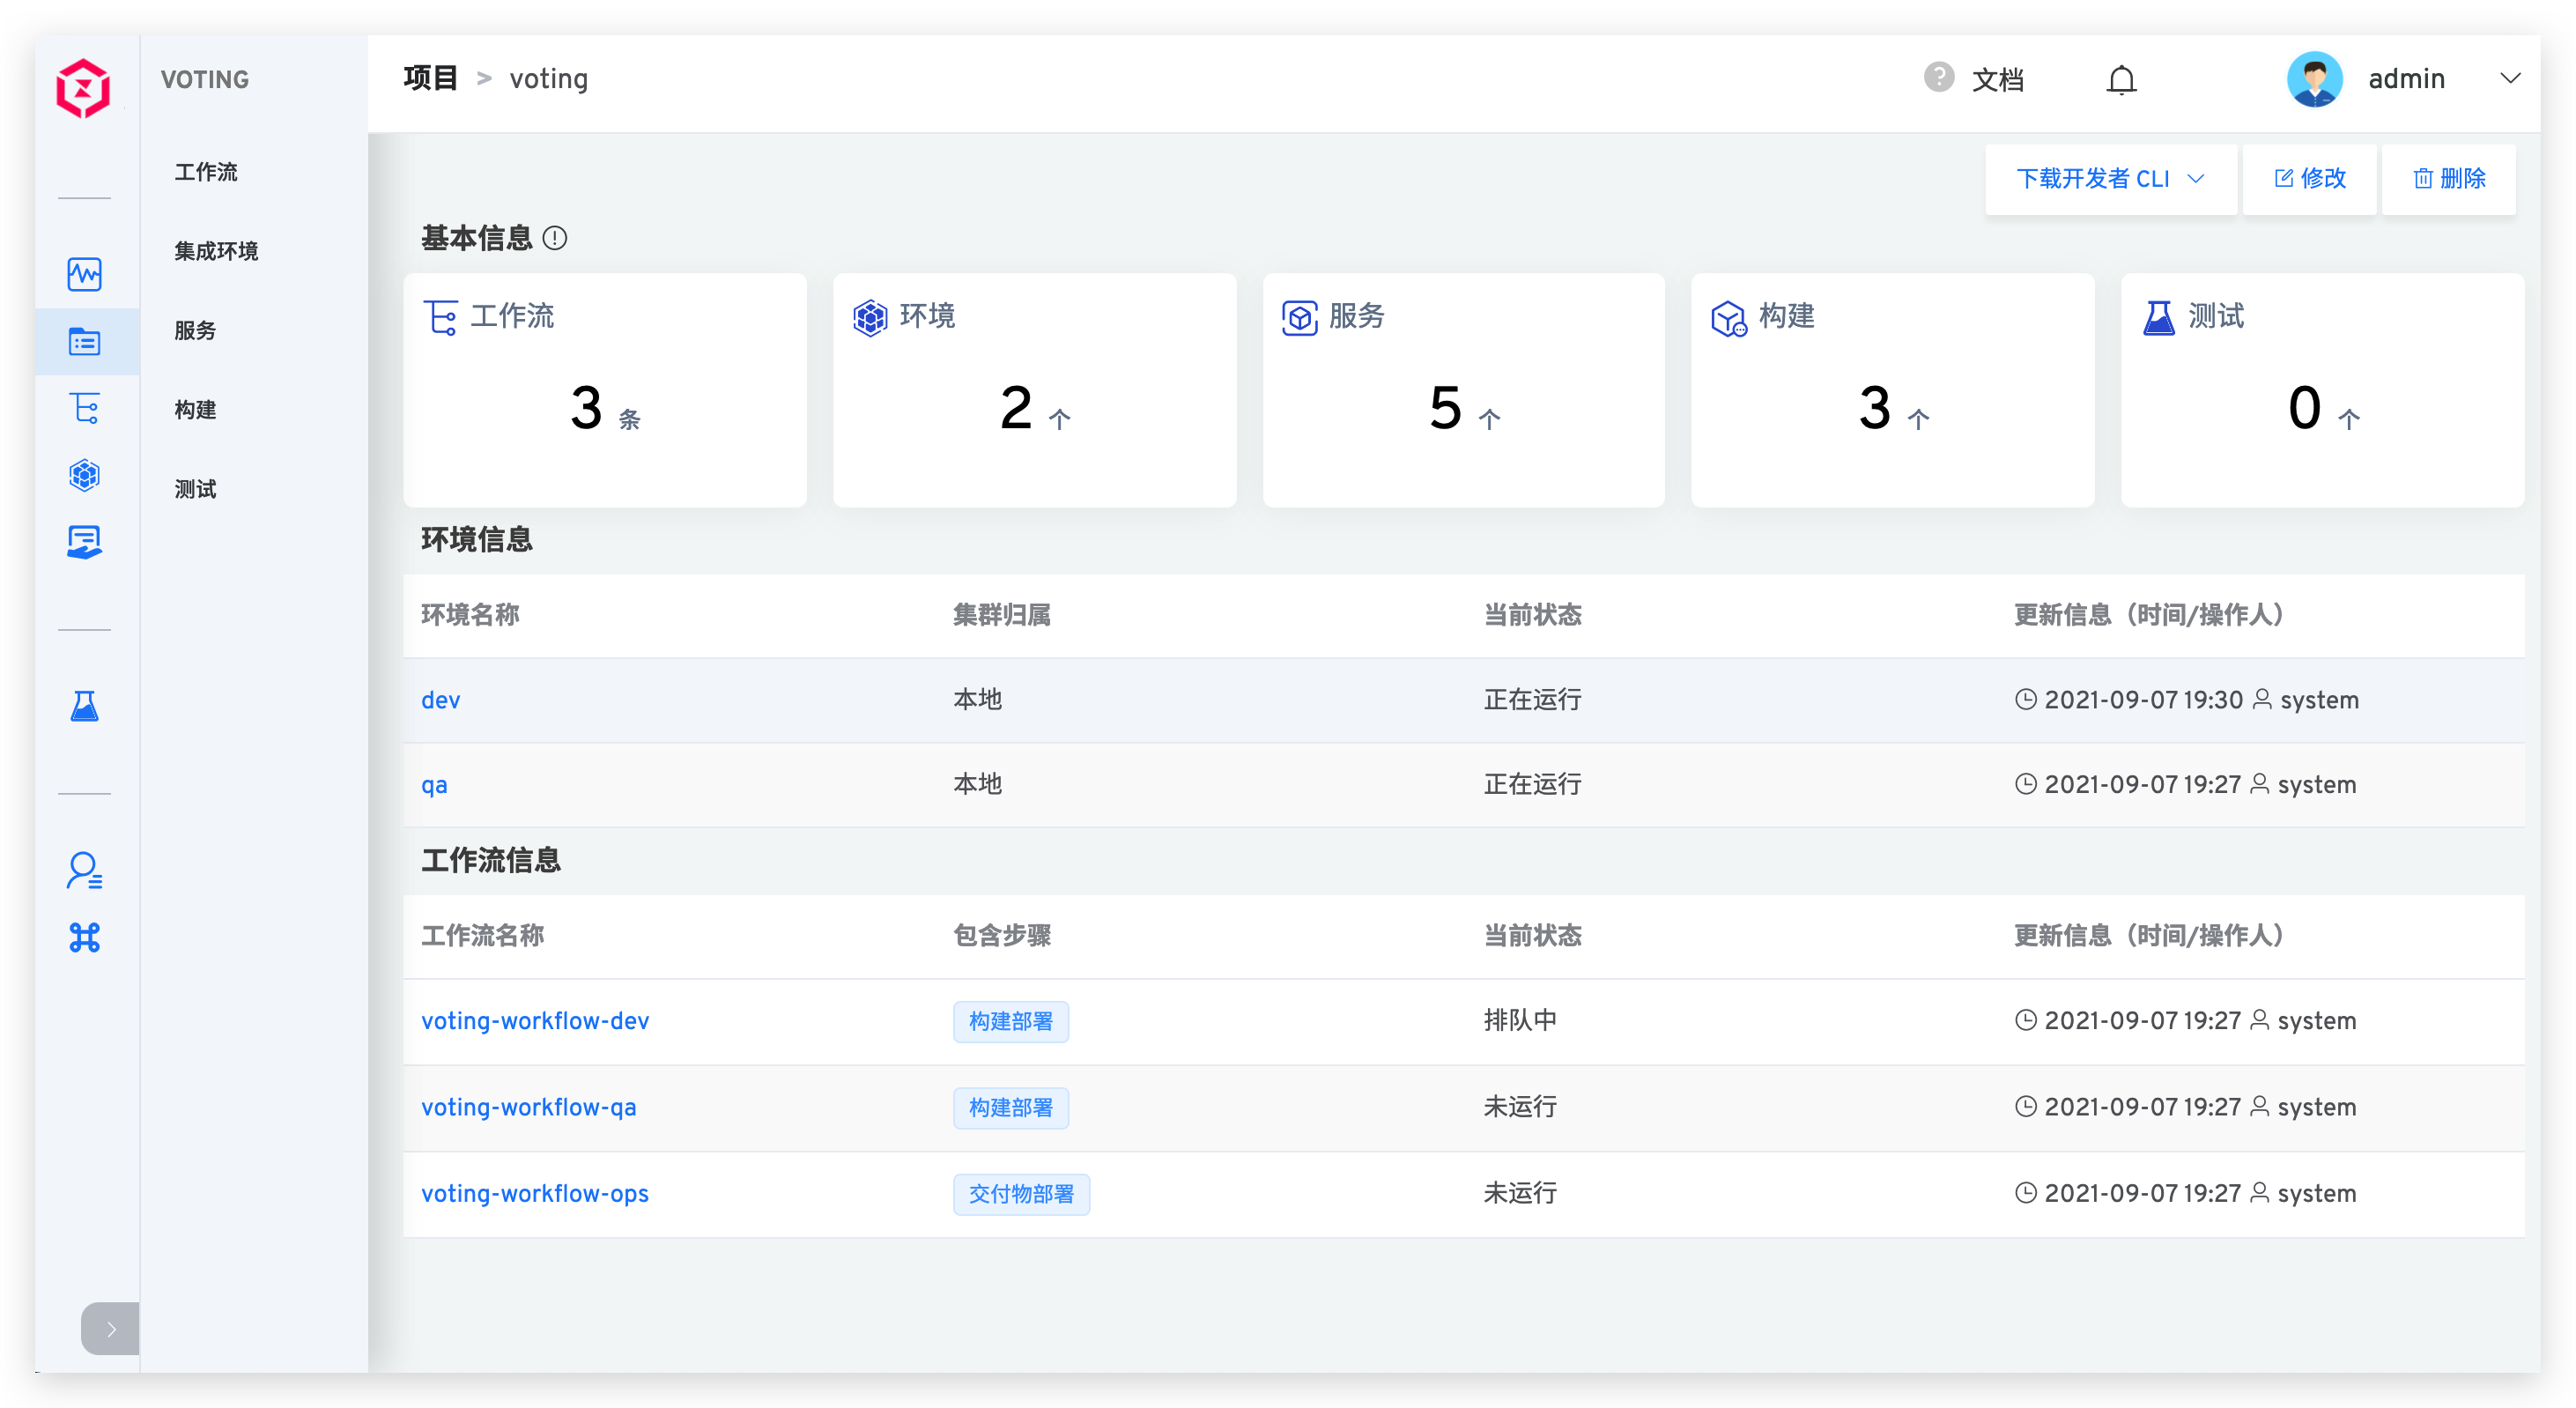 VOTING
工作流
集成环境
服务
构建
测试
项目 > voting
? 文档
admin
下载开发者 CLI
修改
删除
基本信息
工作流
3 条
环境
2 个
服务
5 个
构建
3 个
测试
0 个
环境信息
环境名称 集群归属 当前状态 更新信息（时间/操作人）
dev 本地 正在运行 2021-09-07 19:30 system
qa 本地 正在运行 2021-09-07 19:27 system
工作流信息
工作流名称 包含步骤 当前状态 更新信息（时间/操作人）
voting-workflow-dev 构建部署 排队中 2021-09-07 19:27 system
voting-workflow-qa 构建部署 未运行 2021-09-07 19:27 system
voting-workflow-ops 交付物部署 未运行 2021-09-07 19:27 system